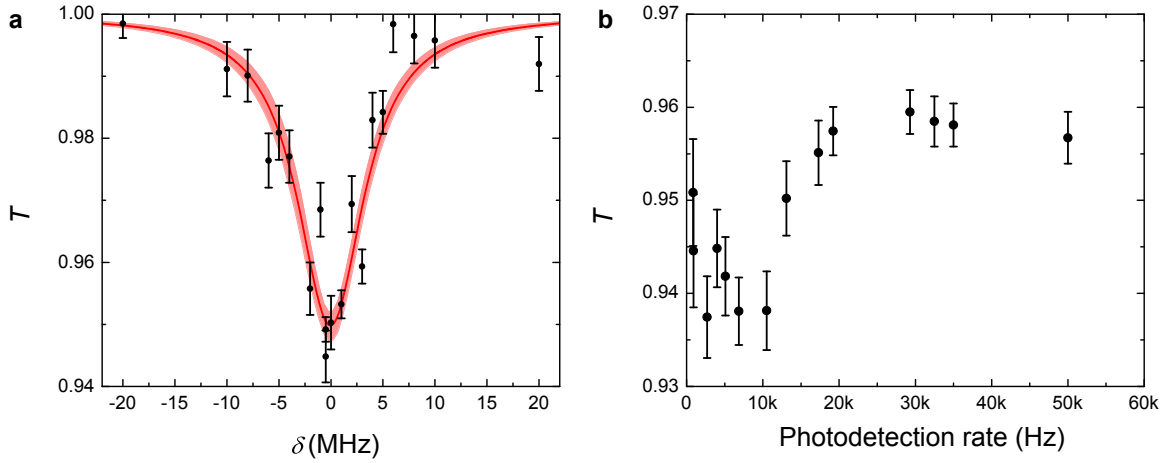 a
1.00
0.98
0.96
0.94
T
-20 -15 -10 -5 0 5 10 15 20
δ (MHz)
b
0.97
0.96
0.95
0.94
0.93
T
0 10k 20k 30k 40k 50k 60k
Photodetection rate (Hz)